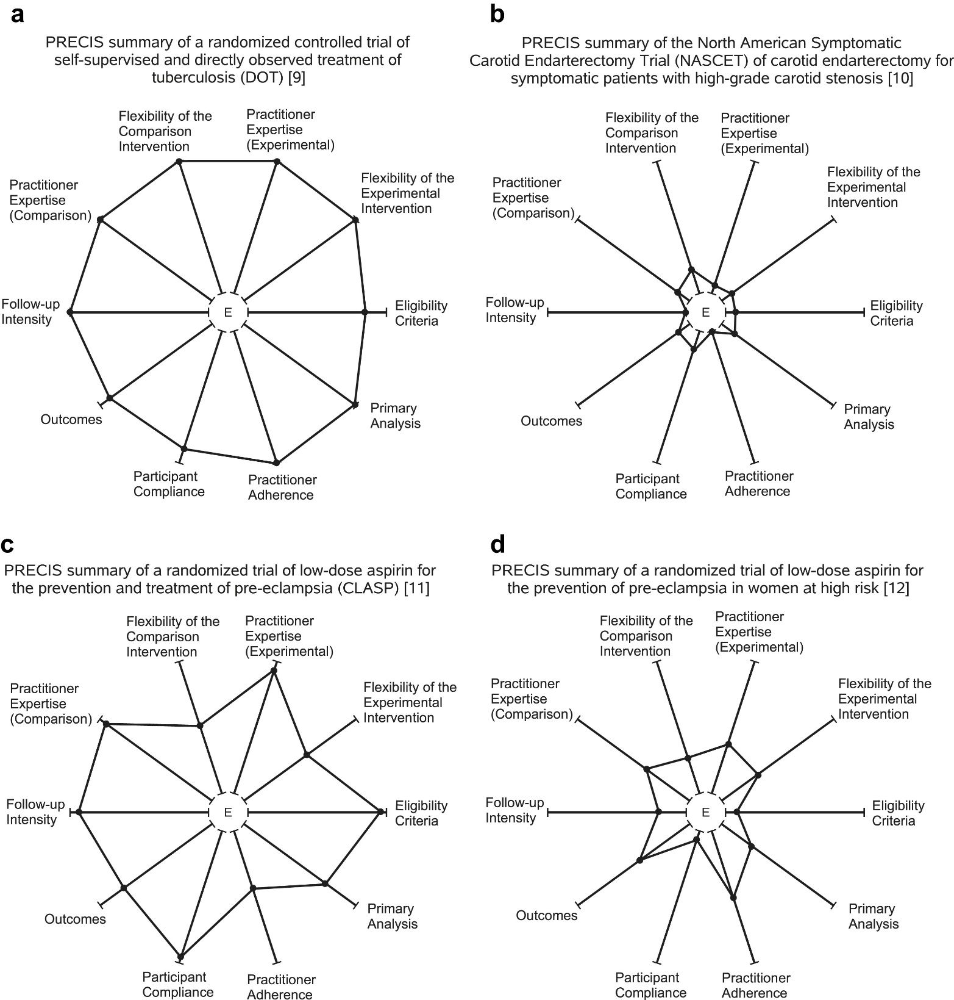 a
PRECIS summary of a randomized controlled trial of
self-supervised and directly observed treatment of
tuberculosis (DOT) [9]
Flexibility of the
Comparison
Intervention
Practitioner
Expertise
(Experimental)
Flexibility of the
Experimental
Intervention
Practitioner
Expertise
(Comparison)
Follow-up
Intensity
E
Eligibility
Criteria
Outcomes
Primary
Analysis
Participant
Compliance
Practitioner
Adherence
b
PRECIS summary of the North American Symptomatic
Carotid Endarterectomy Trial (NASCET) of carotid endarterectomy for
symptomatic patients with high-grade carotid stenosis [10]
Flexibility of the
Comparison
Intervention
Practitioner
Expertise
(Experimental)
Flexibility of the
Experimental
Intervention
Practitioner
Expertise
(Comparison)
Follow-up
Intensity
E
Eligibility
Criteria
Outcomes
Primary
Analysis
Participant
Compliance
Practitioner
Adherence
c
PRECIS summary of a randomized trial of low-dose aspirin for
the prevention and treatment of pre-eclampsia (CLASP) [11]
Flexibility of the
Comparison
Intervention
Practitioner
Expertise
(Experimental)
Flexibility of the
Experimental
Intervention
Practitioner
Expertise
(Comparison)
Follow-up
Intensity
E
Eligibility
Criteria
Outcomes
Primary
Analysis
Participant
Compliance
Practitioner
Adherence
d
PRECIS summary of a randomized trial of low-dose aspirin for
the prevention of pre-eclampsia in women at high risk [12]
Flexibility of the
Comparison
Intervention
Practitioner
Expertise
(Experimental)
Flexibility of the
Experimental
Intervention
Practitioner
Expertise
(Comparison)
Follow-up
Intensity
E
Eligibility
Criteria
Outcomes
Primary
Analysis
Participant
Compliance
Practitioner
Adherence